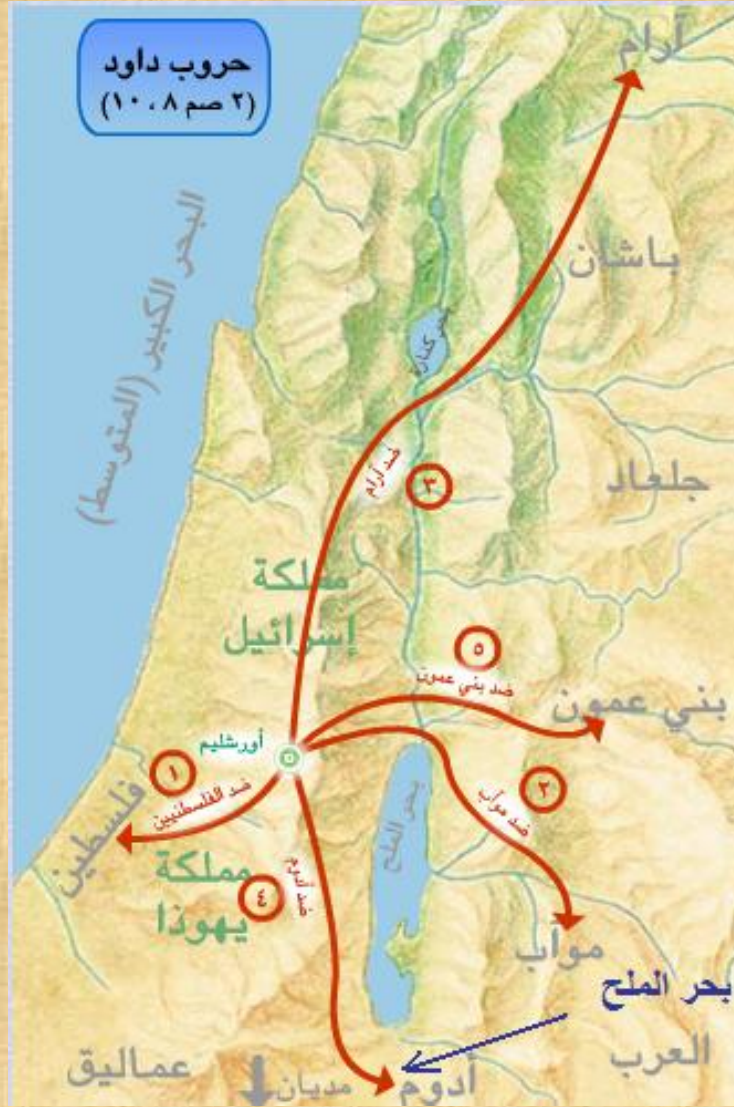 حروب داود
(٢ صم ٨ ، ١٠)
آرام
البحر الكبير (المتوسط)
باشان
بحر كنارة
جلعاد
ضد آرام
٣
مملكة
إسرائيل
٥
ضد بني عمون
بني عمون
أورشليم
١
ضد الفلسطنيين
فلسطين
٢
ضد موآب
بحر الملح
مملكة
يهوذا
٤
ضد أدوم
موآب
بحر الملح
العرب
عماليق
مديان
أدوم